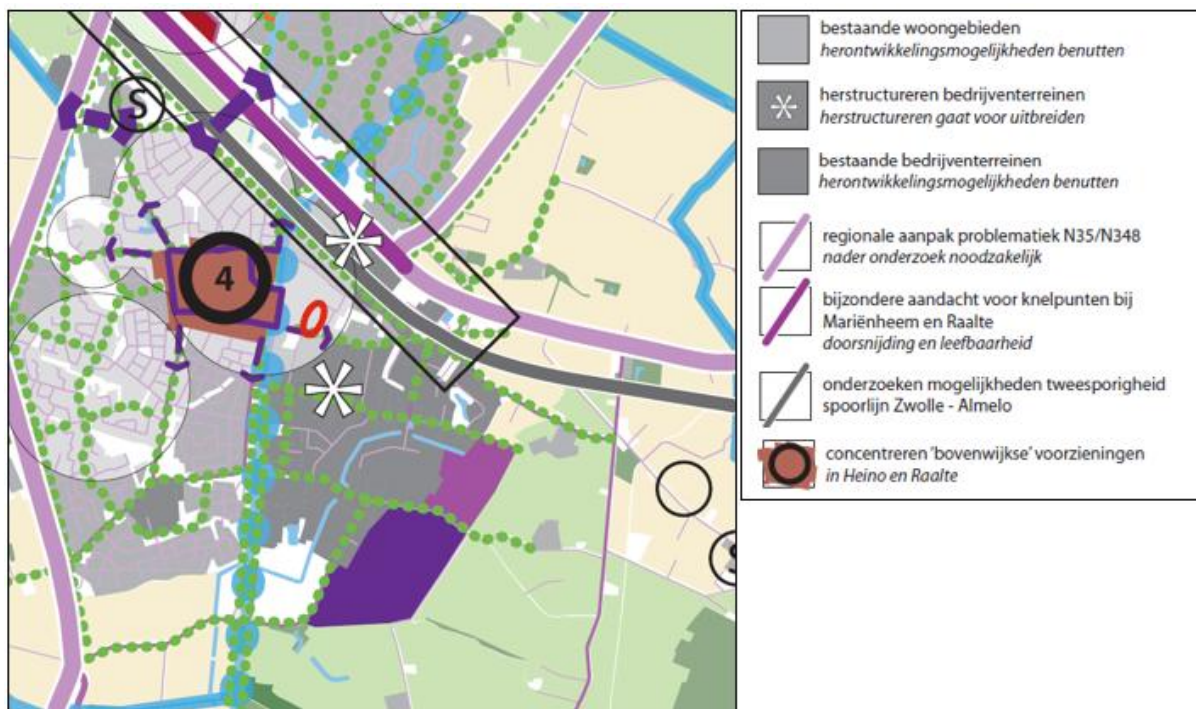 S
4
S
bestaande woongebieden
herontwikkelingsmogelijkheden benutten
herstructureren bedrijventerreinen
herstructureren gaat voor uitbreiden
bestaande bedrijventerreinen
herontwikkelingsmogelijkheden benutten
regionale aanpak problematiek N35/N348
nader onderzoek noodzakelijk
bijzondere aandacht voor knelpunten bij
Mariënheem en Raalte
doorsnijding en leefbaarheid
onderzoeken mogelijkheden tweesporigheid
spoorlijn Zwolle - Almelo
concentreren 'bovenwijkse' voorzieningen
in Heino en Raalte